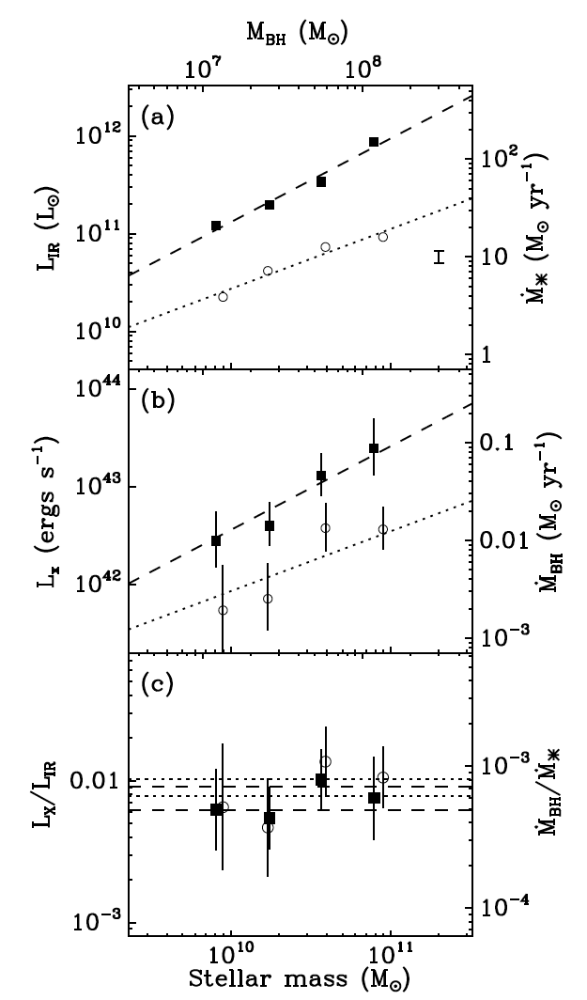 M_BH (M_⊙)
10^7 10^8
(a)
10^12
10^11
10^10
L_IR (L_⊙)
10^2
10
1
Ṁ_✳ (M_⊙ yr^−1)
(b)
10^44
10^43
10^42
L_x (ergs s^−1)
0.1
0.01
10^−3
Ṁ_BH (M_⊙ yr^−1)
(c)
0.01
10^−3
L_X/L_IR
10^−3
10^−4
Ṁ_BH/Ṁ_✳
10^10 10^11
Stellar mass (M_⊙)